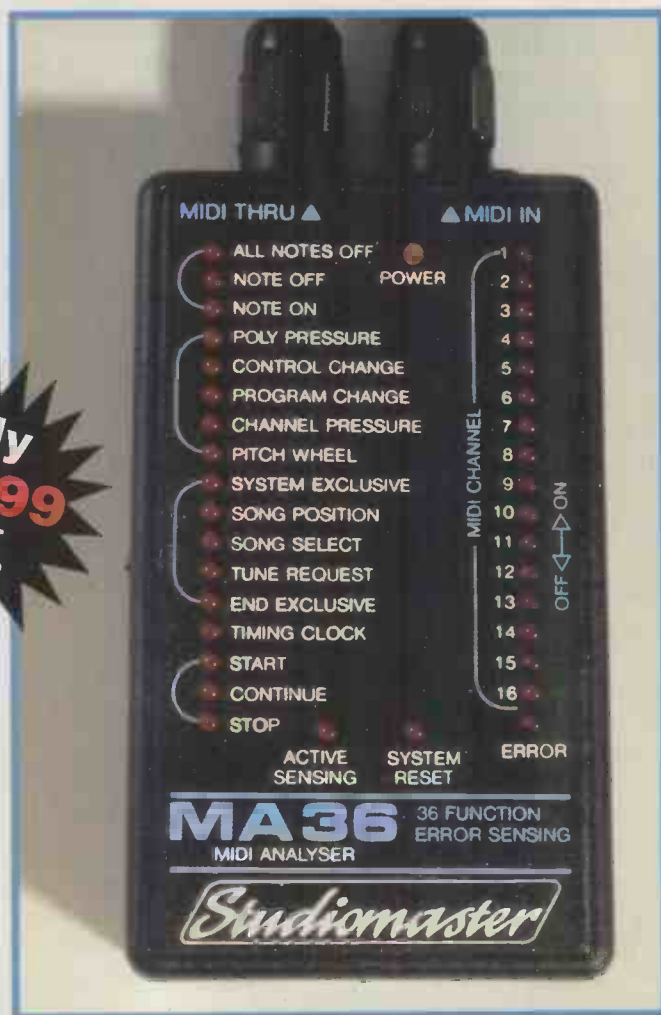 MIDI THRU ▲
▲ MIDI IN
ALL NOTES OFF
NOTE OFF
NOTE ON
POLY PRESSURE
CONTROL CHANGE
PROGRAM CHANGE
CHANNEL PRESSURE
PITCH WHEEL
SYSTEM EXCLUSIVE
SONG POSITION
SONG SELECT
TUNE REQUEST
END EXCLUSIVE
TIMING CLOCK
START
CONTINUE
STOP
POWER
ACTIVE
SENSING
SYSTEM
RESET
MIDI CHANNEL
1
2
3
4
5
6
7
8
9
10
11
12
13
14
15
16
OFF ◁─▷ ON
ERROR
MA36
MIDI ANALYSER
36 FUNCTION
ERROR SENSING
Studiomaster
99